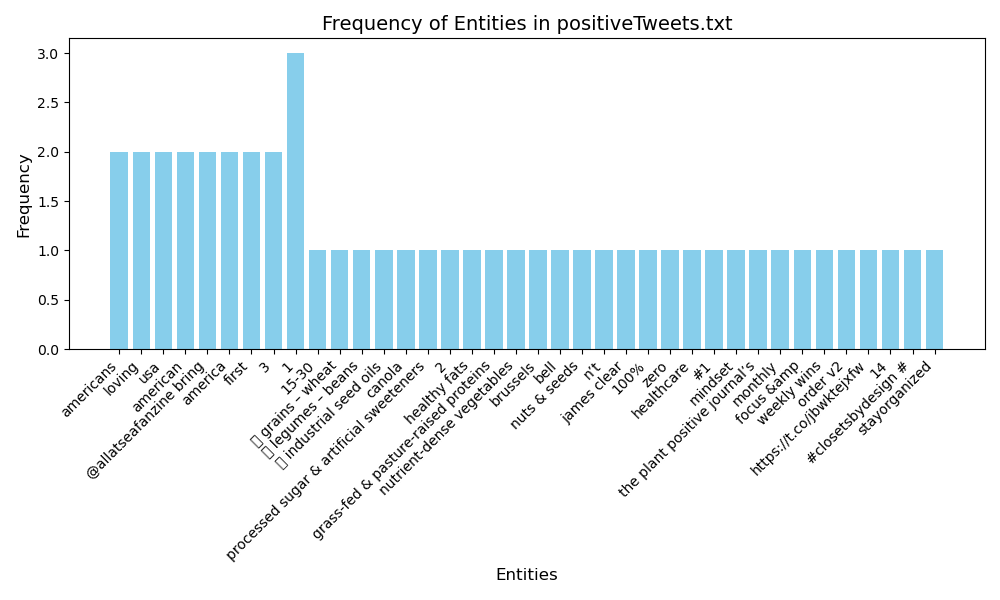 Frequency of Entities in positiveTweets.txt
Frequency
3.0
2.5
2.0
1.5
1.0
0.5
0.0
americans
loving
usa
american
@allatseafanzine bring
america
first
3
1
15-30
▯ grains – wheat
▯ legumes – beans
▯ industrial seed oils
canola
processed sugar & artificial sweeteners
2
healthy fats
grass-fed & pasture-raised proteins
nutrient-dense vegetables
brussels
bell
nuts & seeds
n't
james clear
100%
zero
healthcare
#1
mindset
the plant positive journal's
monthly
focus &amp
weekly wins
order v2
https://t.co/jbwktejxfw
14
#closetsbydesign #
stayorganized'
Entities